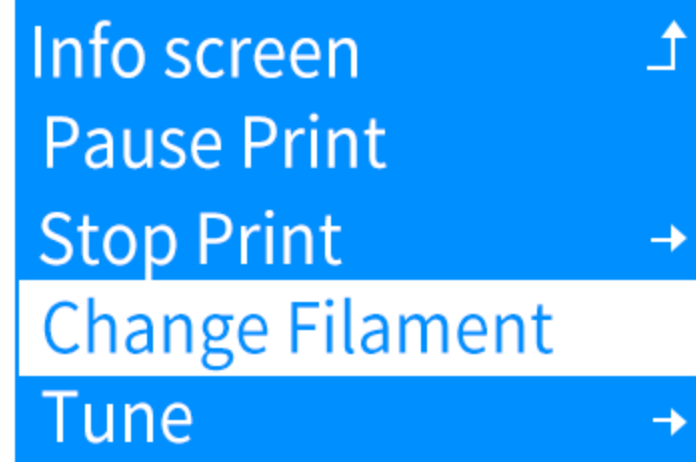 Info screen
Pause Print
Stop Print
Change Filament
Tune